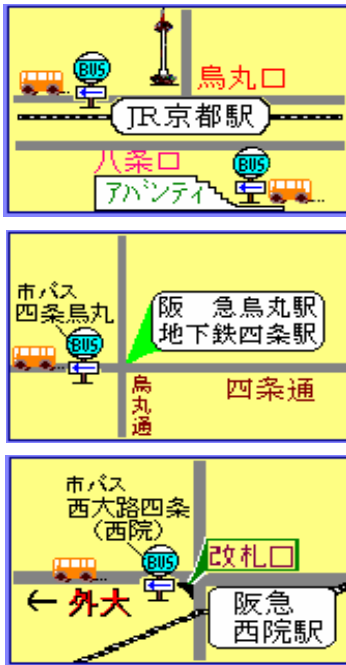 BUS
烏丸口
JR京都駅
八条口
BUS
アバンティ
市バス
四条烏丸
BUS
阪 急烏丸駅
地下鉄四条駅
烏丸通
四条通
市バス
西大路四条
(西院)
BUS
改札口
← 外大
阪急
西院駅